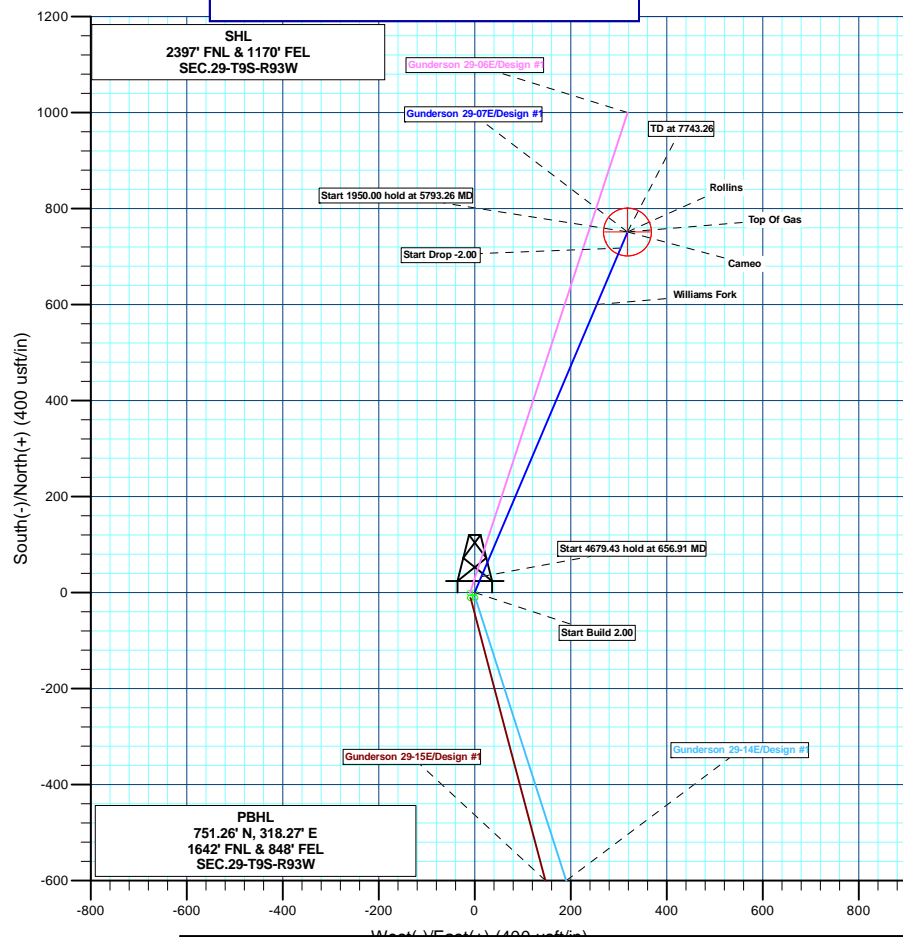 1200
SHL
2397' FNL & 1170' FEL
SEC.29-T9S-R93W
Gunderson 29-06E/Design #1
1000
Gunderson 29-07E/Design #1
TD at 7743.26
Rollins
Start 1950.00 hold at 5793.26 MD
800
Top Of Gas
Start Drop -2.00
Cameo
Williams Fork
600
400
South(-)/North(+) (400 usft/in)
200
Start 4679.43 hold at 656.91 MD
0
Start Build 2.00
-200
Gunderson 29-15E/Design #1
Gunderson 29-14E/Design #1
-400
PBHL
751.26' N, 318.27' E
1642' FNL & 848' FEL
SEC.29-T9S-R93W
-600
-800
-600
-400
-200
0
200
400
600
800
West(-)/East(+) (400 usft/in)